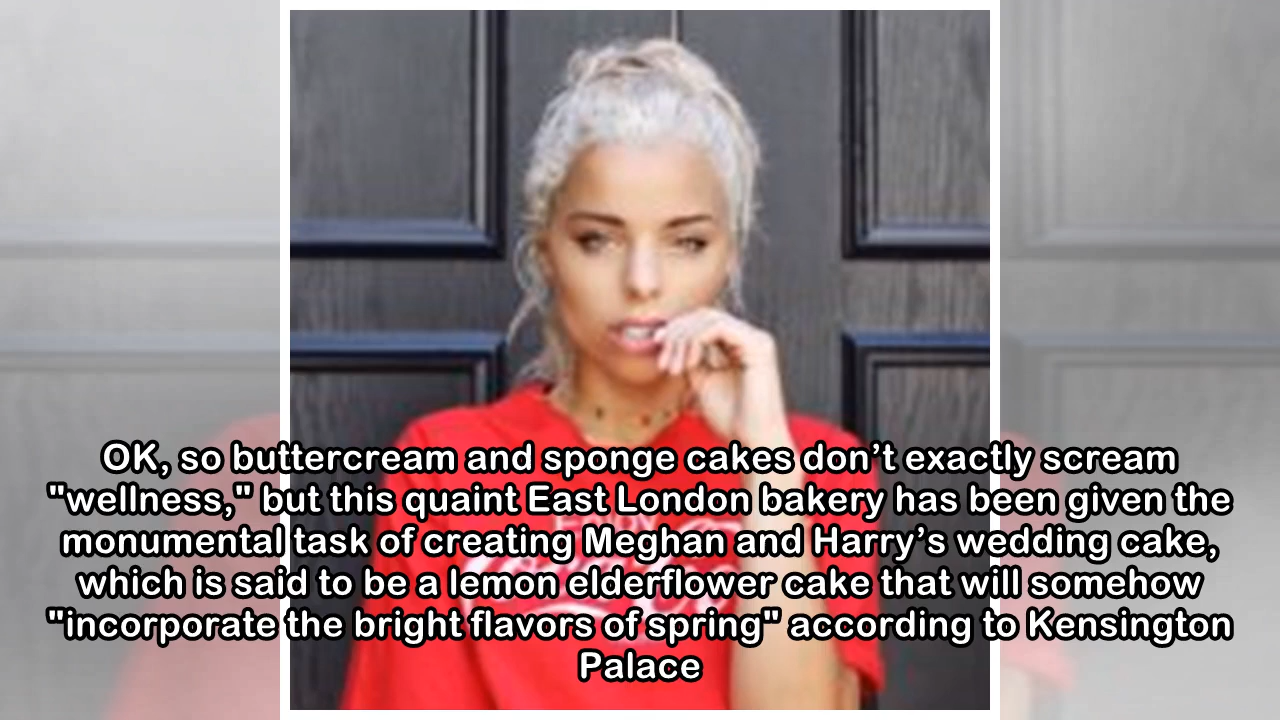 OK, so buttercream and sponge cakes don’t exactly scream
"wellness," but this quaint East London bakery has been given the
monumental task of creating Meghan and Harry’s wedding cake,
which is said to be a lemon elderflower cake that will somehow
"incorporate the bright flavors of spring" according to Kensington
Palace